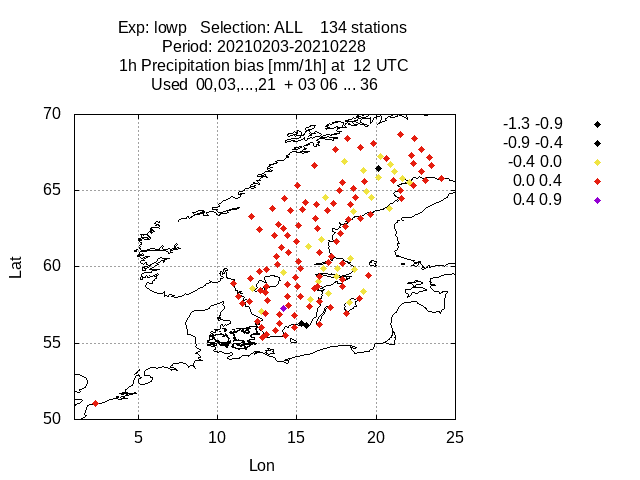 Exp: lowp   Selection: ALL    134 stations
Period: 20210203-20210228
1h Precipitation bias [mm/1h] at  12 UTC
Used  00,03,...,21  + 03 06 ... 36
-1.3 -0.9
-0.9 -0.4
-0.4 0.0
0.0 0.4
0.4 0.9
Lat
70
65
60
55
50
5 10 15 20 25
Lon